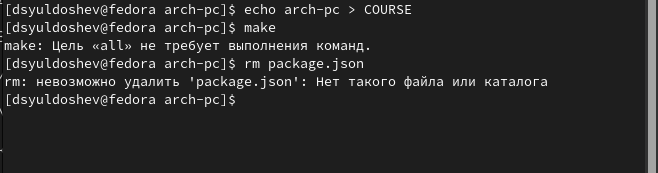 [dsyuldoshev@fedora arch-pc]$ echo arch-pc > COURSE
[dsyuldoshev@fedora arch-pc]$ make
make: Цель «all» не требует выполнения команд.
[dsyuldoshev@fedora arch-pc]$ rm package.json
rm: невозможно удалить 'package.json': Нет такого файла или каталога
[dsyuldoshev@fedora arch-pc]$